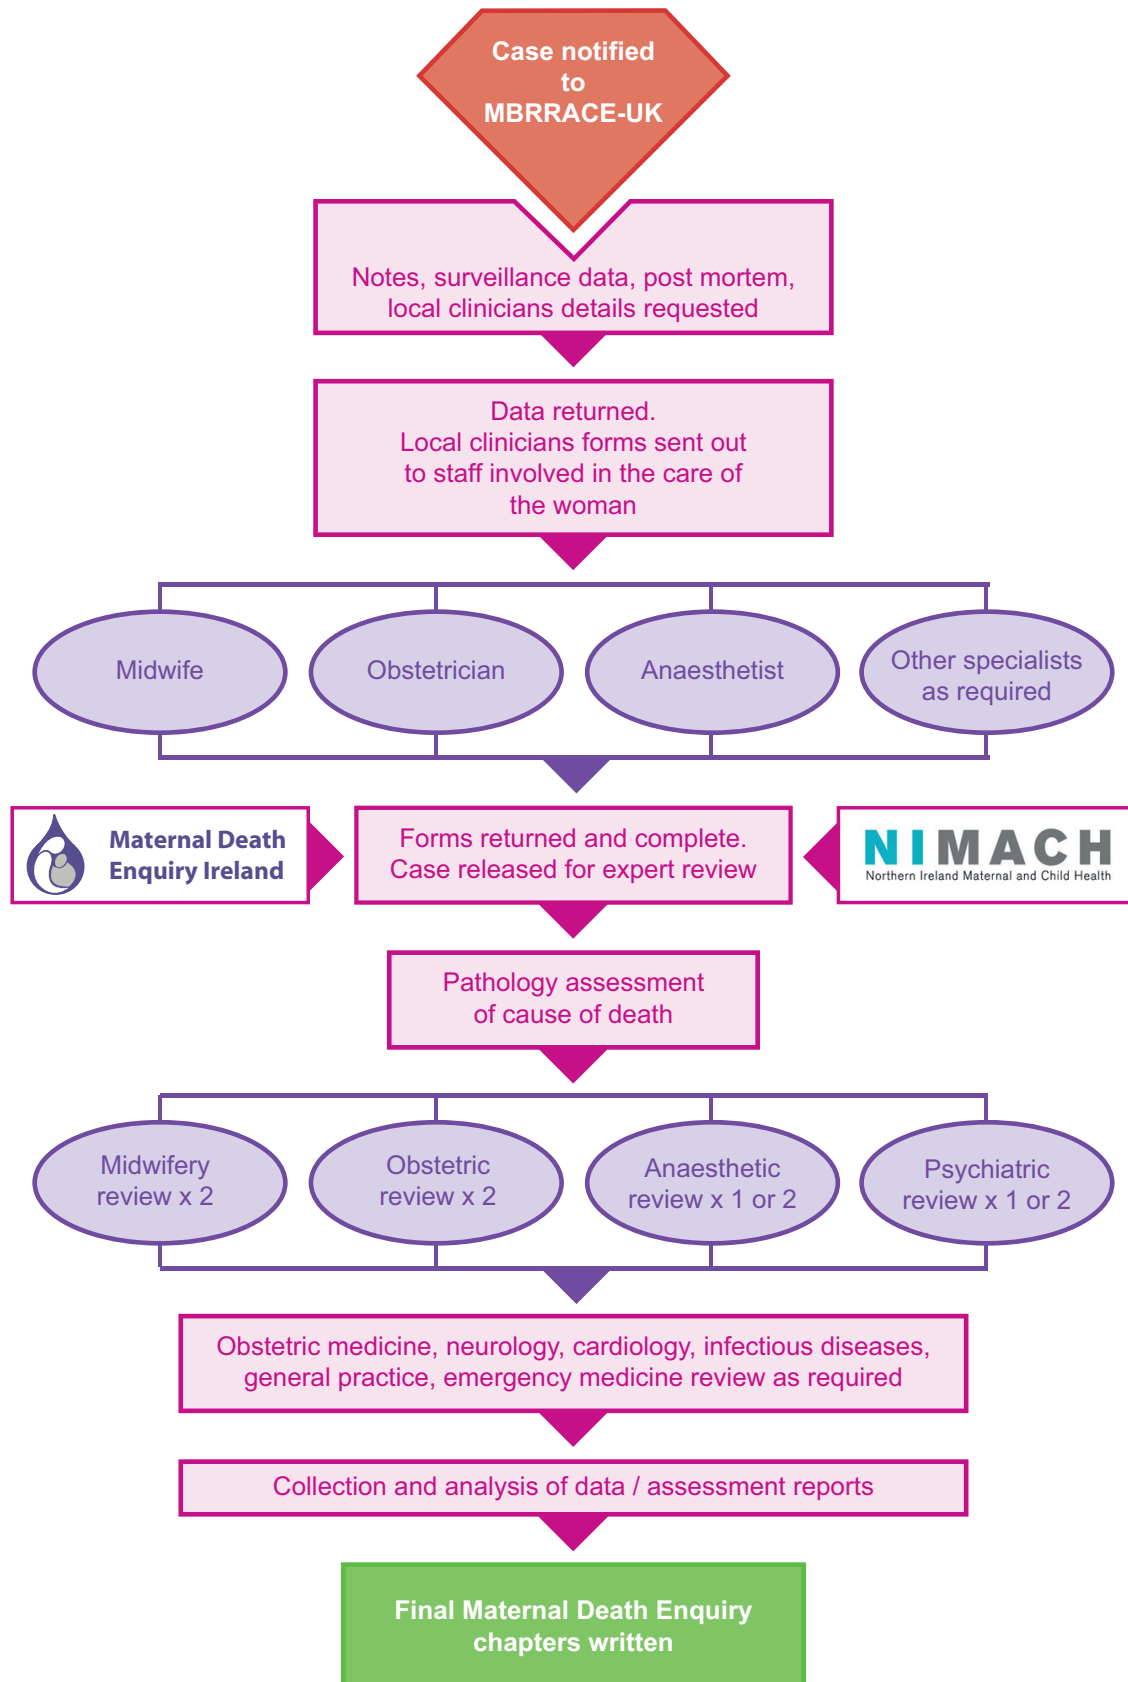 Case notified
to
MBRRACE-UK
Notes, surveillance data, post mortem,
local clinicians details requested
Data returned.
Local clinicians forms sent out
to staff involved in the care of
the woman
Midwife
Obstetrician
Anaesthetist
Other specialists
as required
Maternal Death
Enquiry Ireland
Forms returned and complete.
Case released for expert review
NIMACH
Northern Ireland Maternal and Child Health
Pathology assessment
of cause of death
Midwifery
review x 2
Obstetric
review x 2
Anaesthetic
review x 1 or 2
Psychiatric
review x 1 or 2
Obstetric medicine, neurology, cardiology, infectious diseases,
general practice, emergency medicine review as required
Collection and analysis of data / assessment reports
Final Maternal Death Enquiry
chapters written